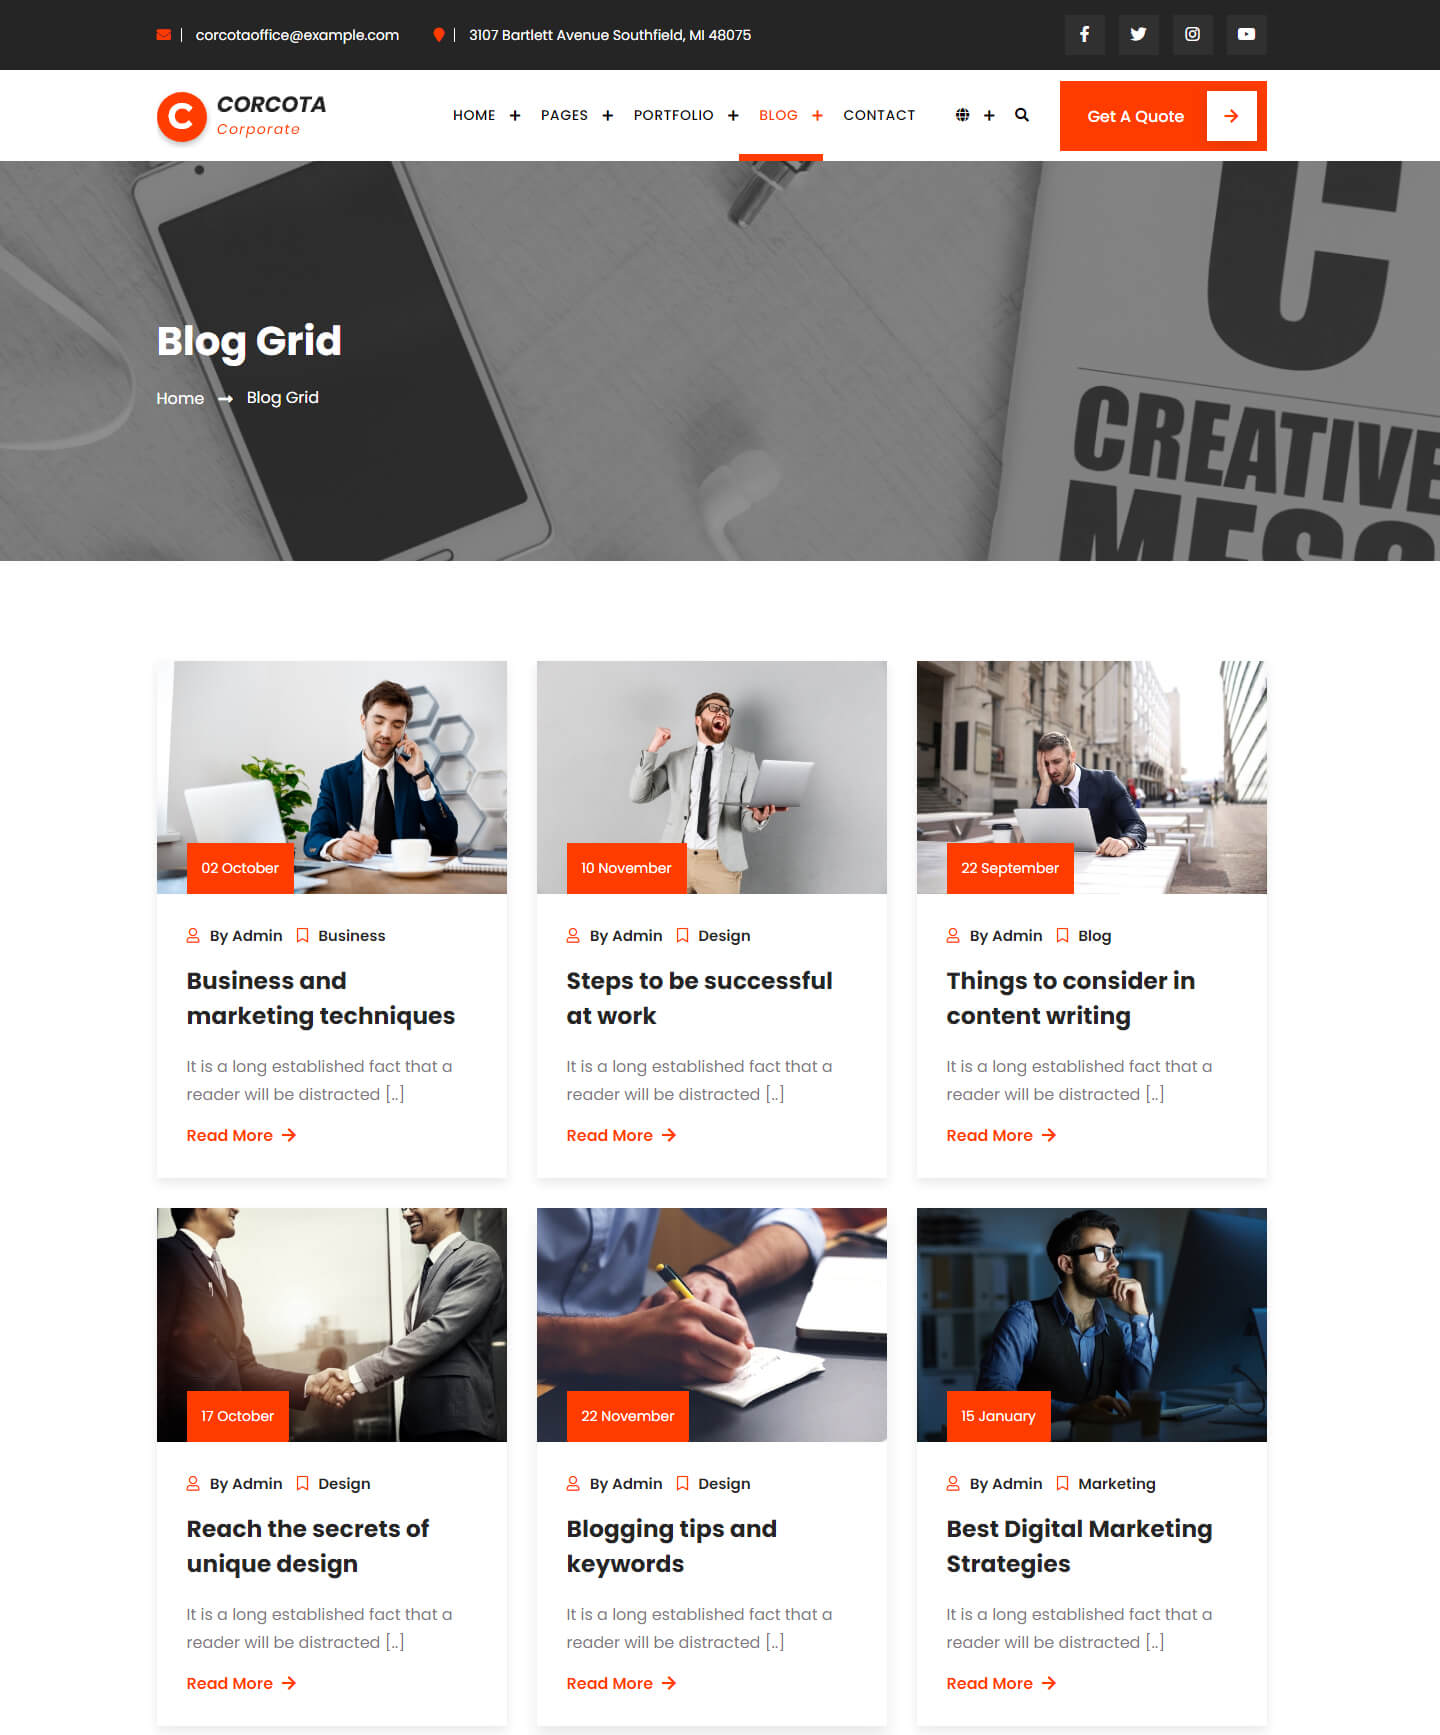 corcotaoffice@example.com
3107 Bartlett Avenue Southfield, MI 48075
C
CORCOTA
Corporate
HOME + PAGES + PORTFOLIO + BLOG + CONTACT +
Get A Quote
C
CREATIVE
Blog Grid
Home → Blog Grid
02 October
By Admin Business
Business and
marketing techniques
It is a long established fact that a
reader will be distracted [..]
Read More →
10 November
By Admin Design
Steps to be successful
at work
It is a long established fact that a
reader will be distracted [..]
Read More →
22 September
By Admin Blog
Things to consider in
content writing
It is a long established fact that a
reader will be distracted [..]
Read More →
17 October
By Admin Design
Reach the secrets of
unique design
It is a long established fact that a
reader will be distracted [..]
Read More →
22 November
By Admin Design
Blogging tips and
keywords
It is a long established fact that a
reader will be distracted [..]
Read More →
15 January
By Admin Marketing
Best Digital Marketing
Strategies
It is a long established fact that a
reader will be distracted [..]
Read More →